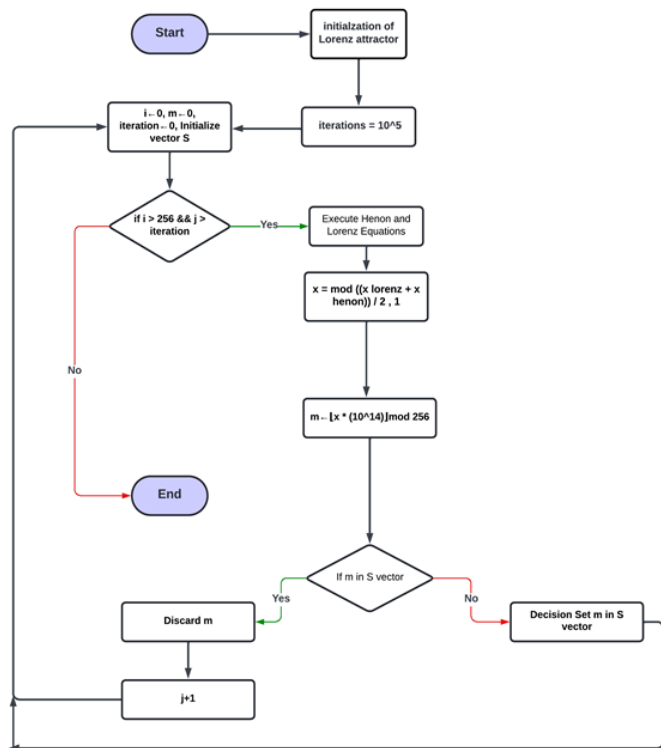 Start
initialzation of
Lorenz attractor
i←0, m←0,
iteration←0, Initialize
vector S
iterations = 10^5
if i > 256 && j >
iteration
Yes
Execute Henon and
Lorenz Equations
x = mod ((x lorenz + x
henon)) / 2 , 1
No
m←⌊x * (10^14)⌋mod 256
End
If m in S vector
Yes
No
Discard m
Decision Set m in S
vector
j+1